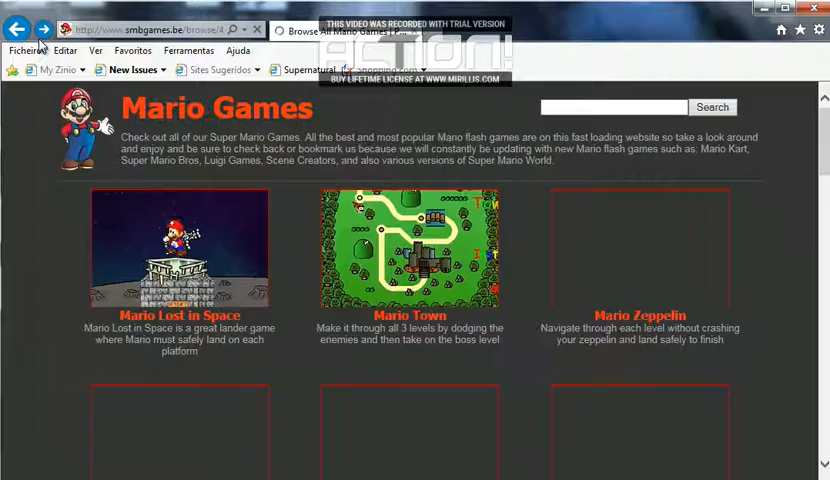 THIS VIDEO WAS RECORDED WITH TRIAL VERSION
ACTION!
BUY LIFETIME LICENSE AT WWW.MIRILLIS.COM
http://www.smbgames.be/browse/4
Browse All Mario Games | P...
Ficheiro Editar Ver Favoritos Ferramentas Ajuda
My Zinio New Issues Sites Sugeridos Supernatural Shopping.com
Mario Games
Search
Check out all of our Super Mario Games. All the best and most popular Mario flash games are on this fast loading website so take a look around
and enjoy and be sure to check back or bookmark us because we will constantly be updating with new Mario flash games such as; Mario Kart,
Super Mario Bros, Luigi Games, Scene Creators, and also various versions of Super Mario World.
Mario Lost in Space
Mario Lost in Space is a great lander game
where Mario must safely land on each
platform
Mario Town
Make it through all 3 levels by dodging the
enemies and then take on the boss level
Mario Zeppelin
Navigate through each level without crashing
your zeppelin and land safely to finish